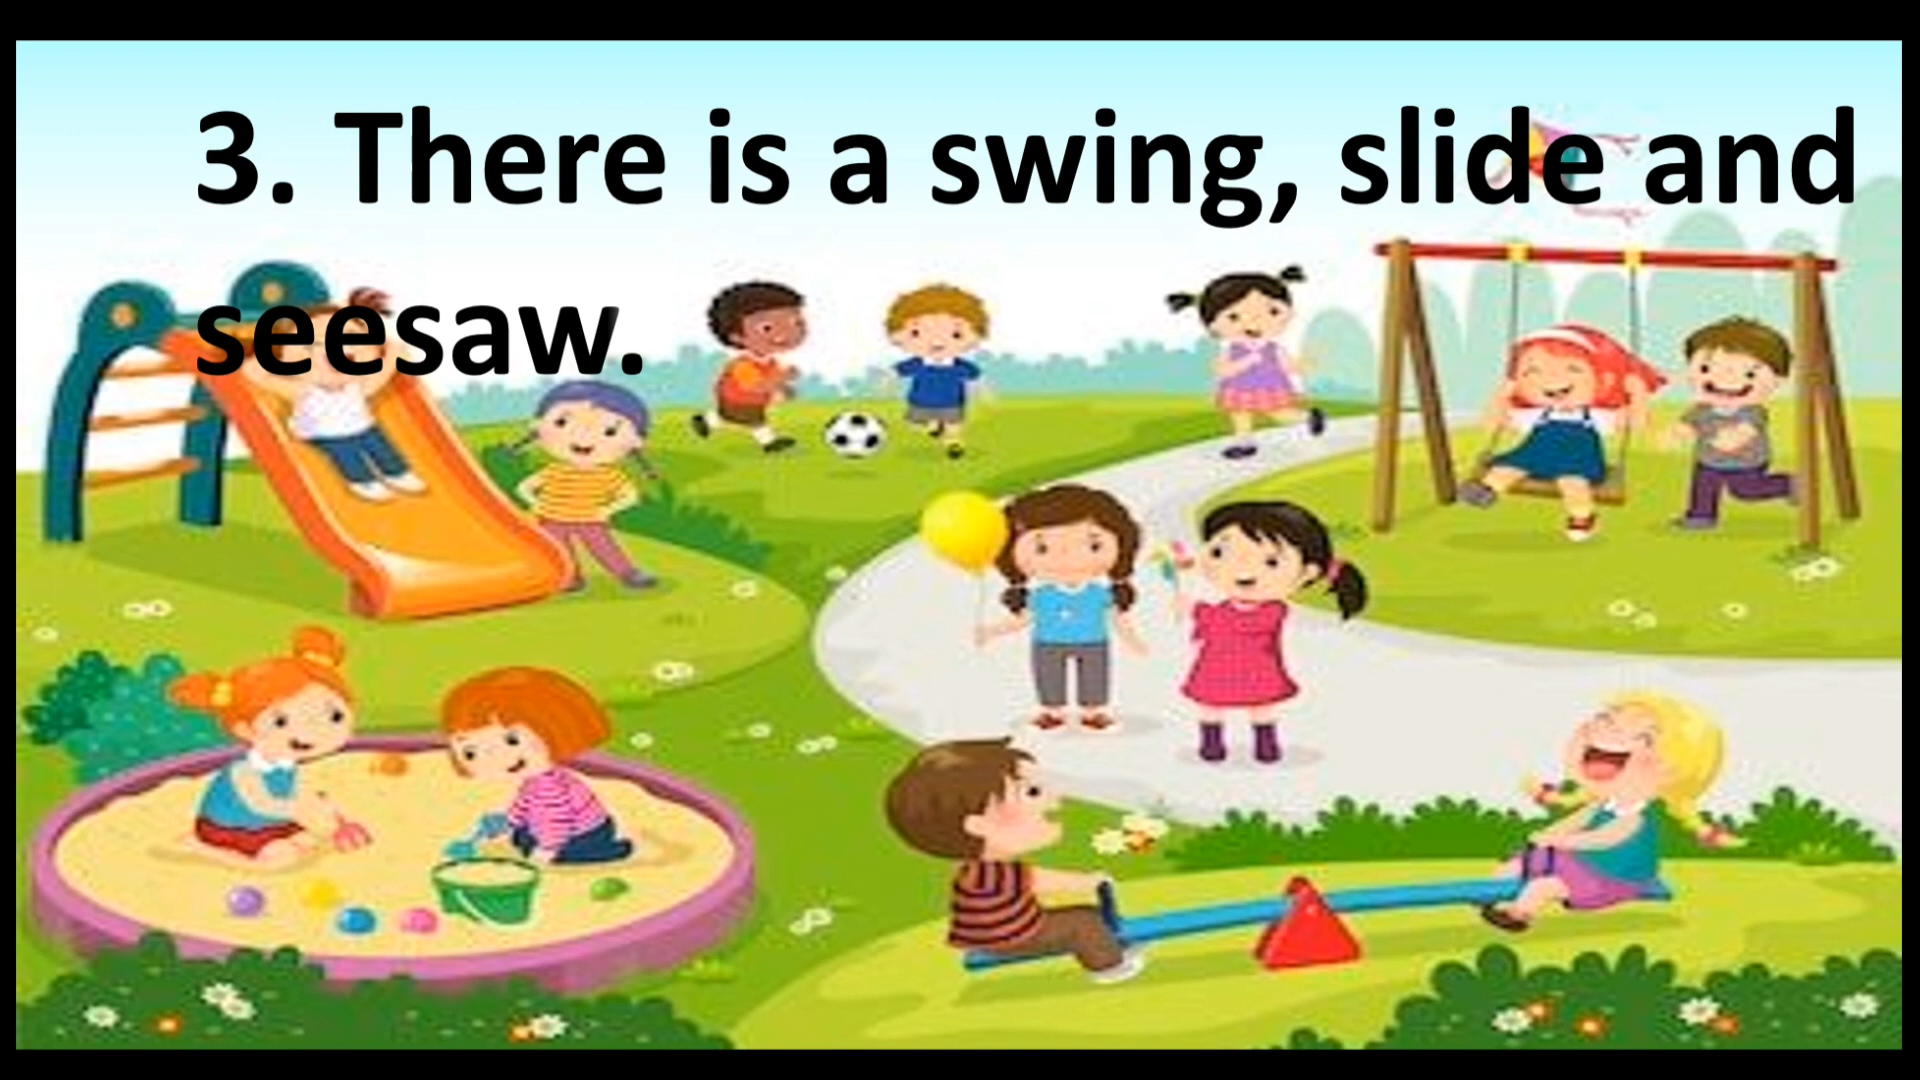 3. There is a swing, slide and
seesaw.